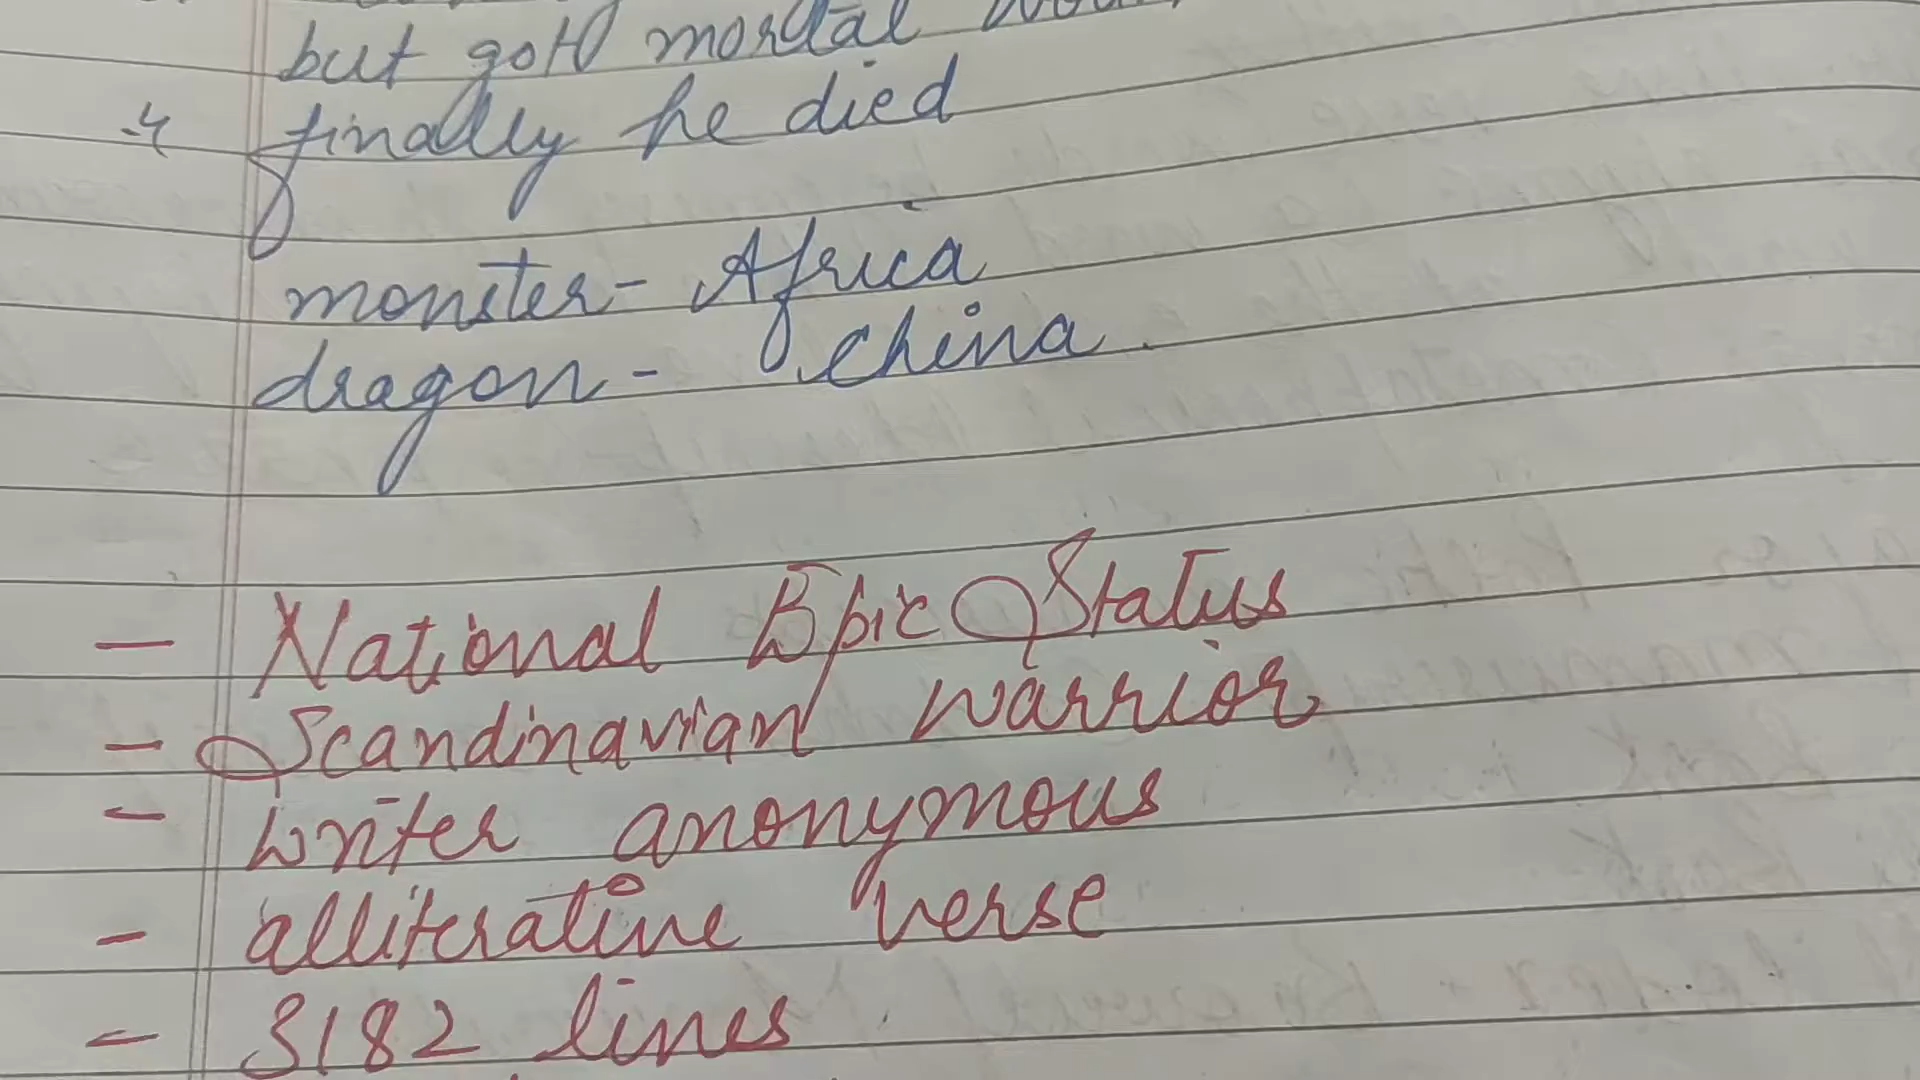 but got mortal
∴ finally he died
monster - Africa
dragon - China.
- National Epic Status
- Scandinavian warrior
- writer anonymous
- alliterative verse
- 3182 lines